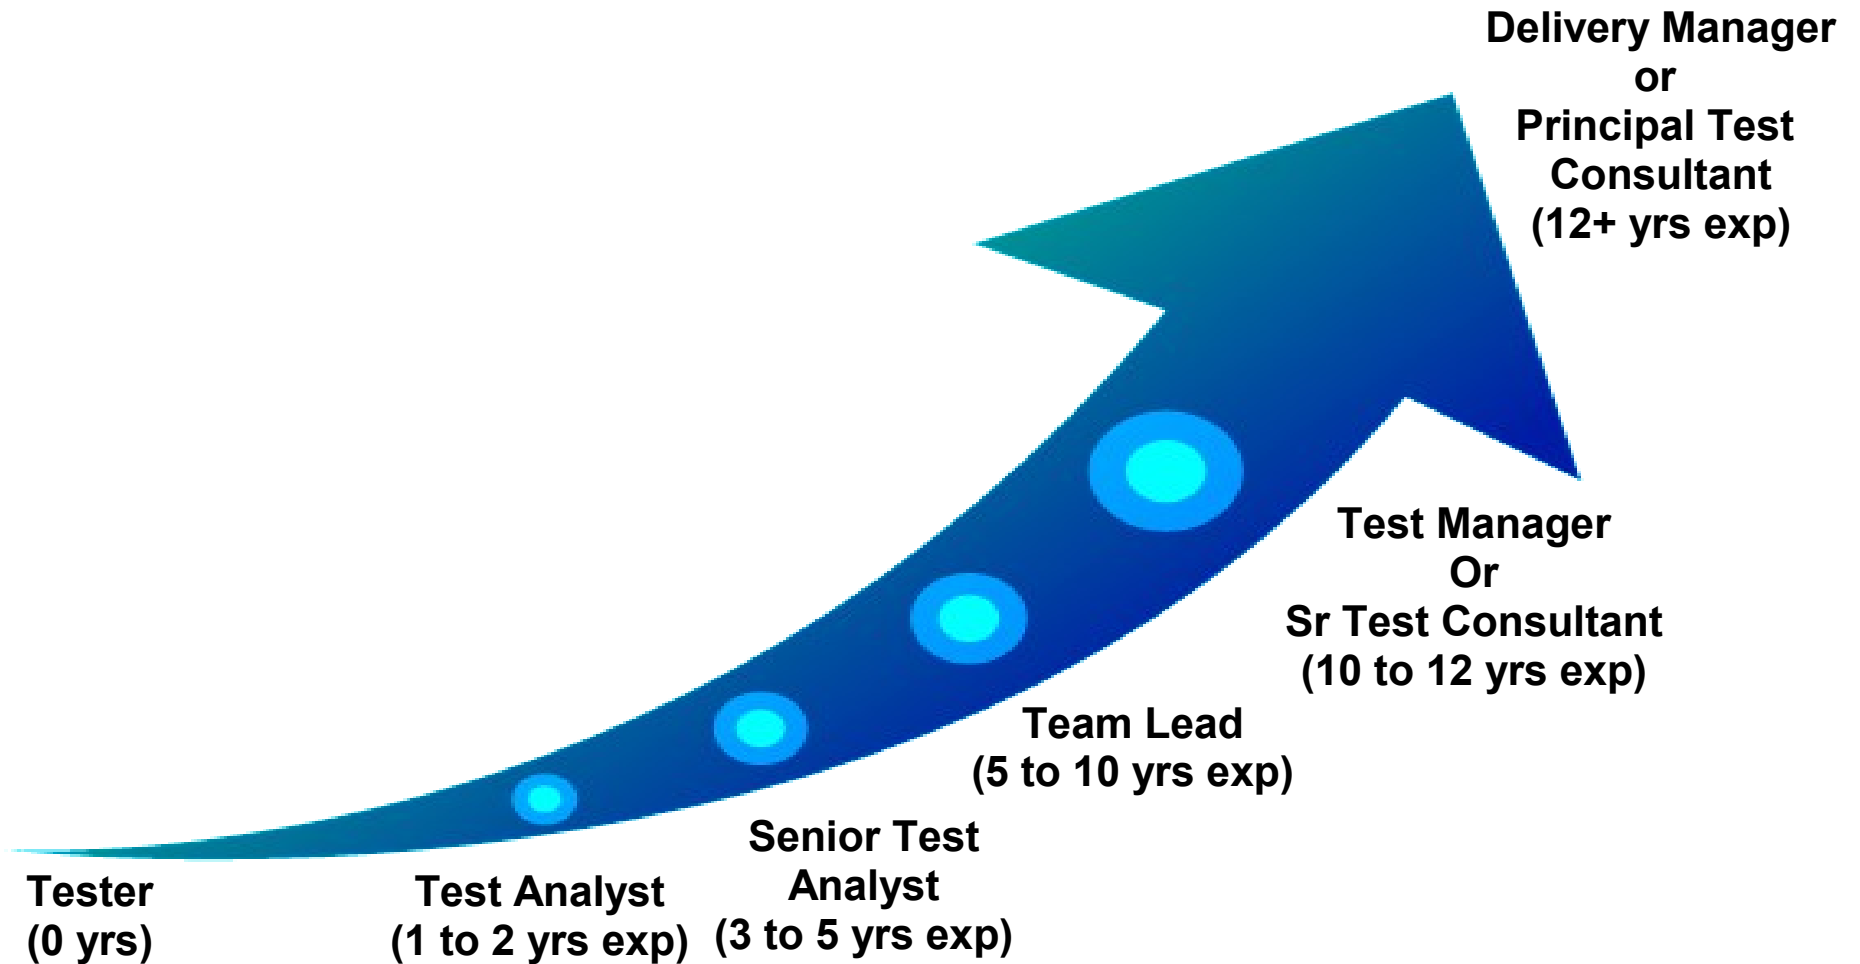 Delivery Manager
or
Principal Test
Consultant
(12+ yrs exp)
Test Manager
Or
Sr Test Consultant
(10 to 12 yrs exp)
Team Lead
(5 to 10 yrs exp)
Senior Test
Analyst
(3 to 5 yrs exp)
Test Analyst
(1 to 2 yrs exp)
Tester
(0 yrs)